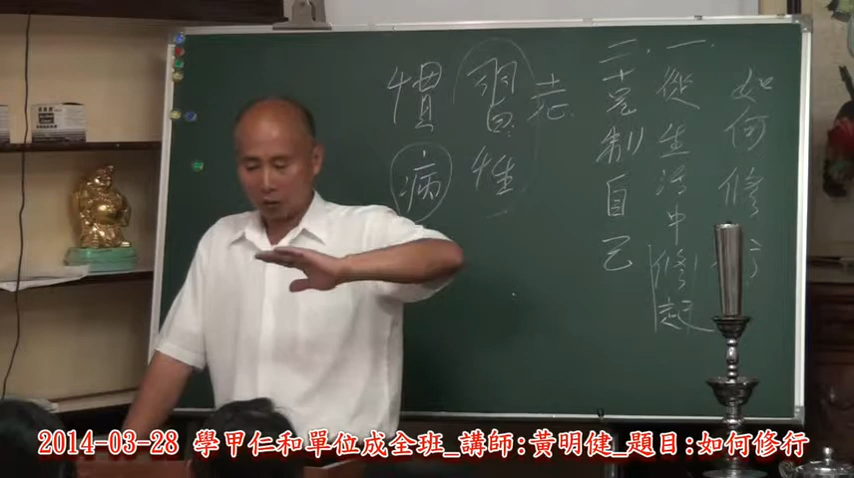 如何修行
一.從生活中修起
二.克制自己
習性
慣病
2014-03-28 學甲仁和單位成全班_講師:黃明健_題目:如何修行